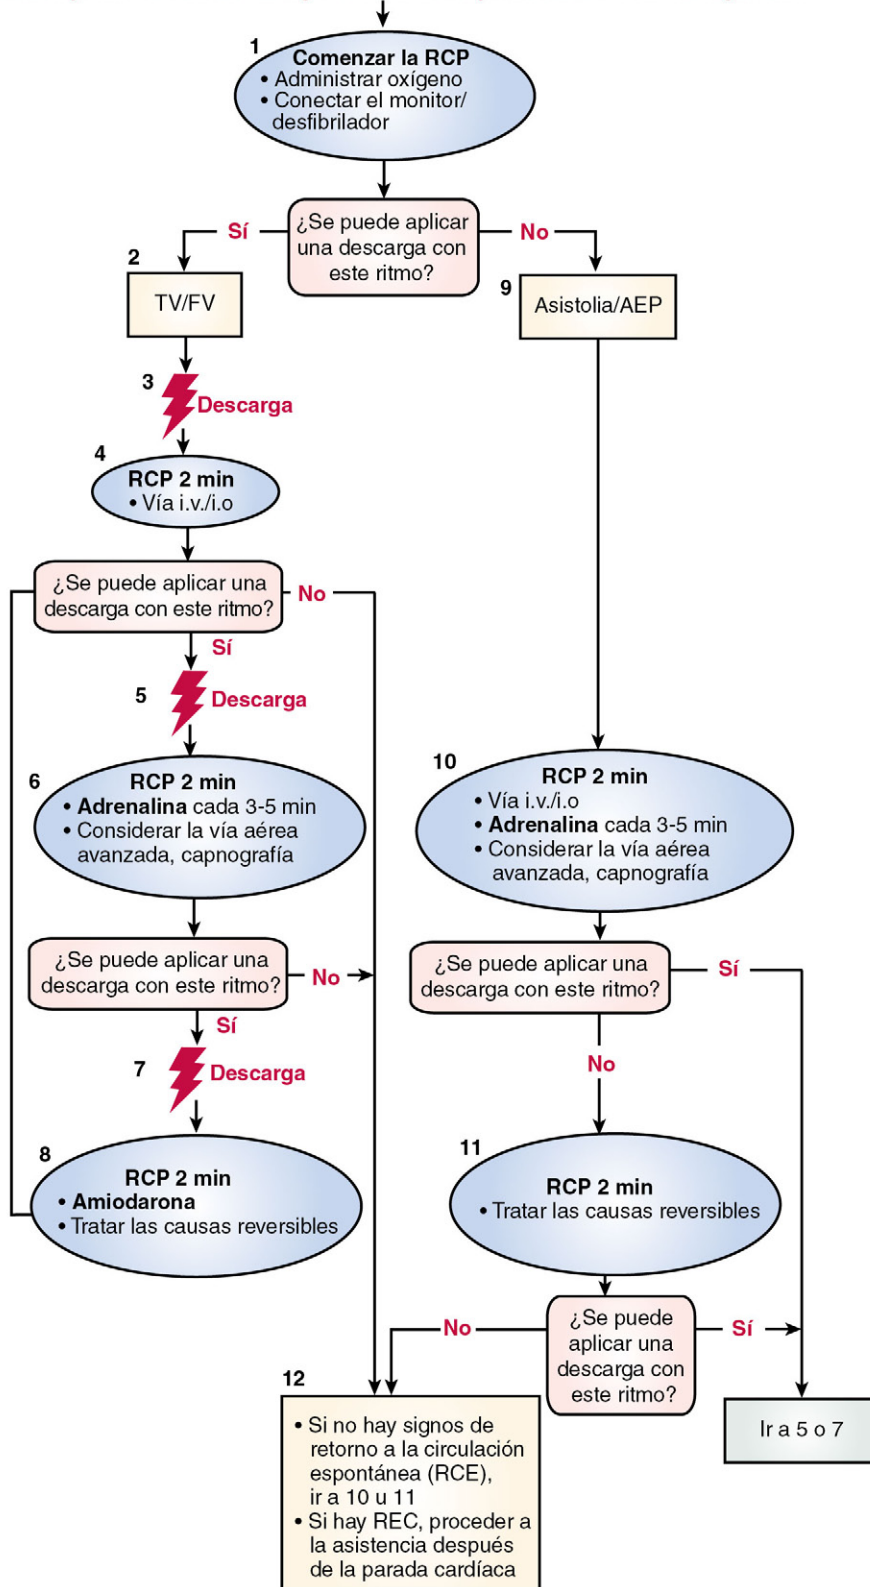 1
Comenzar la RCP
• Administrar oxígeno
• Conectar el monitor/
desfibrilador
¿Se puede aplicar
una descarga con
este ritmo?
Sí
No
2
TV/FV
9
Asistolia/AEP
3
Descarga
4
RCP 2 min
• Vía i.v./i.o
¿Se puede aplicar una
descarga con este ritmo?
No
Sí
5
Descarga
6
RCP 2 min
• Adrenalina cada 3-5 min
• Considerar la vía aérea
avanzada, capnografía
10
RCP 2 min
• Vía i.v./i.o
• Adrenalina cada 3-5 min
• Considerar la vía aérea
avanzada, capnografía
¿Se puede aplicar una
descarga con este ritmo?
No
Sí
¿Se puede aplicar una
descarga con este ritmo?
Sí
No
7
Descarga
8
RCP 2 min
• Amiodarona
• Tratar las causas reversibles
11
RCP 2 min
• Tratar las causas reversibles
¿Se puede
aplicar una
descarga con
este ritmo?
No
Sí
12
• Si no hay signos de
retorno a la circulación
espontánea (RCE),
ir a 10 u 11
• Si hay REC, proceder a
la asistencia después
de la parada cardíaca
Ir a 5 o 7